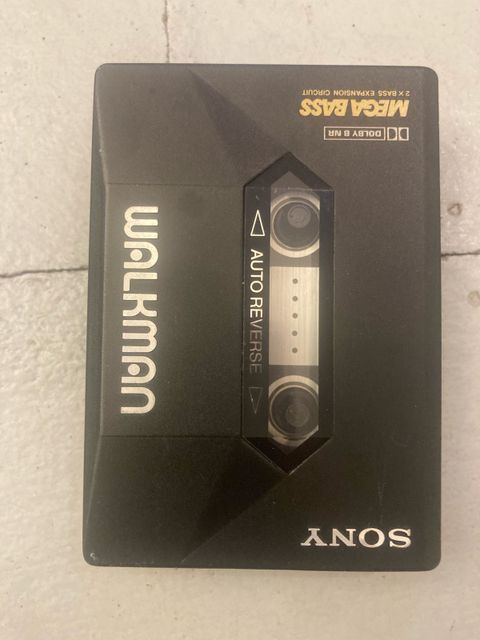 MEGA BASS
2 × BASS EXPANSION CIRCUIT
DOLBY B NR
WALKMAN
AUTO REVERSE
SONY